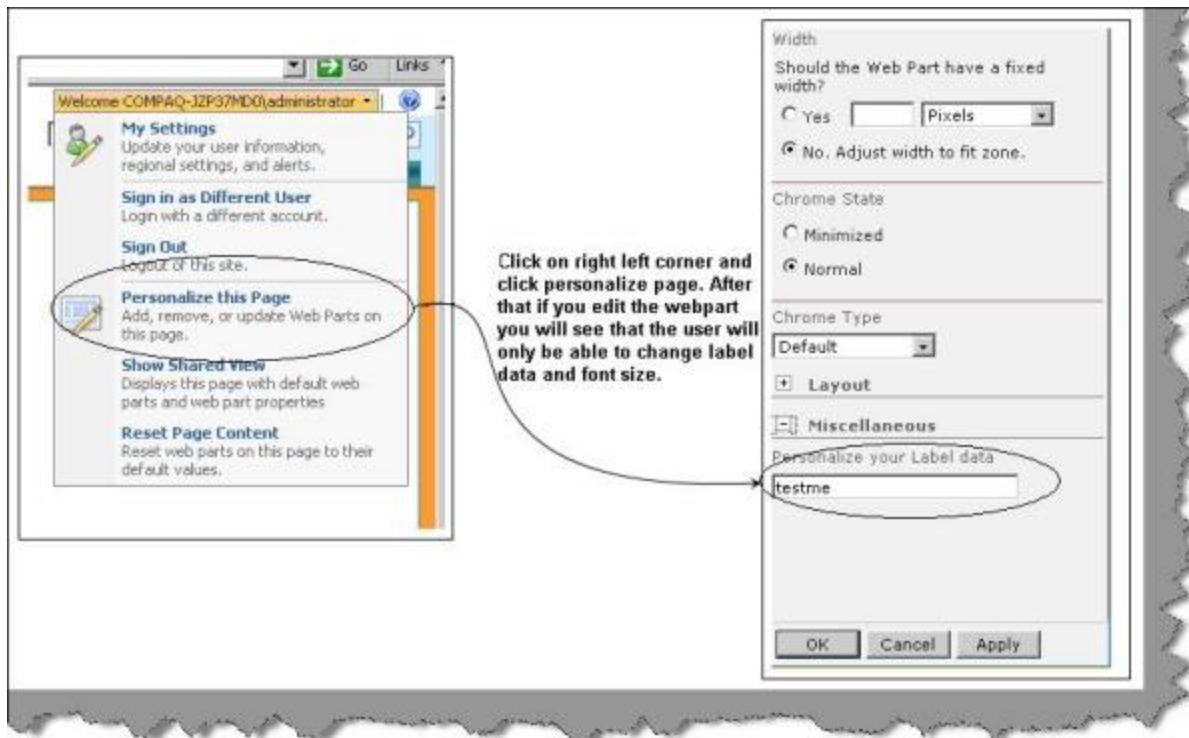 Go Links
Welcome COMPAQ-JZP37MD0\administrator
My Settings
Update your user information,
regional settings, and alerts.
Sign in as Different User
Login with a different account.
Sign Out
Logout of this site.
Personalize this Page
Add, remove, or update Web Parts on
this page.
Show Shared View
Displays this page with default web
parts and web part properties
Reset Page Content
Reset web parts on this page to their
default values.
Click on right left corner and
click personalize page. After
that if you edit the webpart
you will see that the user will
only be able to change label
data and font size.
Width
Should the Web Part have a fixed
width?
Yes Pixels
No. Adjust width to fit zone.
Chrome State
Minimized
Normal
Chrome Type
Default
Layout
Miscellaneous
Personalize your Label data
testme
OK Cancel Apply